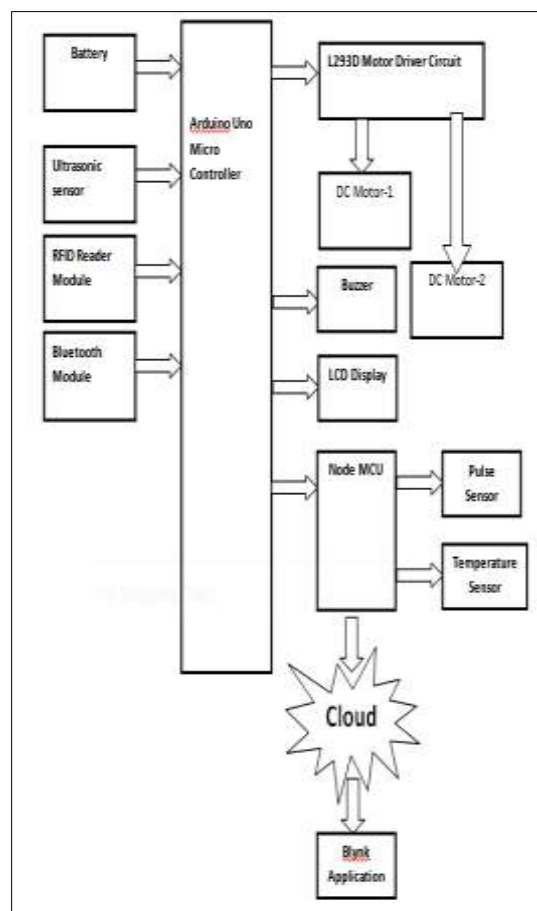 Battery
L293D Motor Driver Circuit
Arduino Uno
Micro
Controller
Ultrasonic
sensor
DC Motor-1
RFID Reader
Module
Buzzer
DC Motor-2
Bluetooth
Module
LCD Display
Node MCU
Pulse
Sensor
Temperature
Sensor
Cloud
Blynk
Application